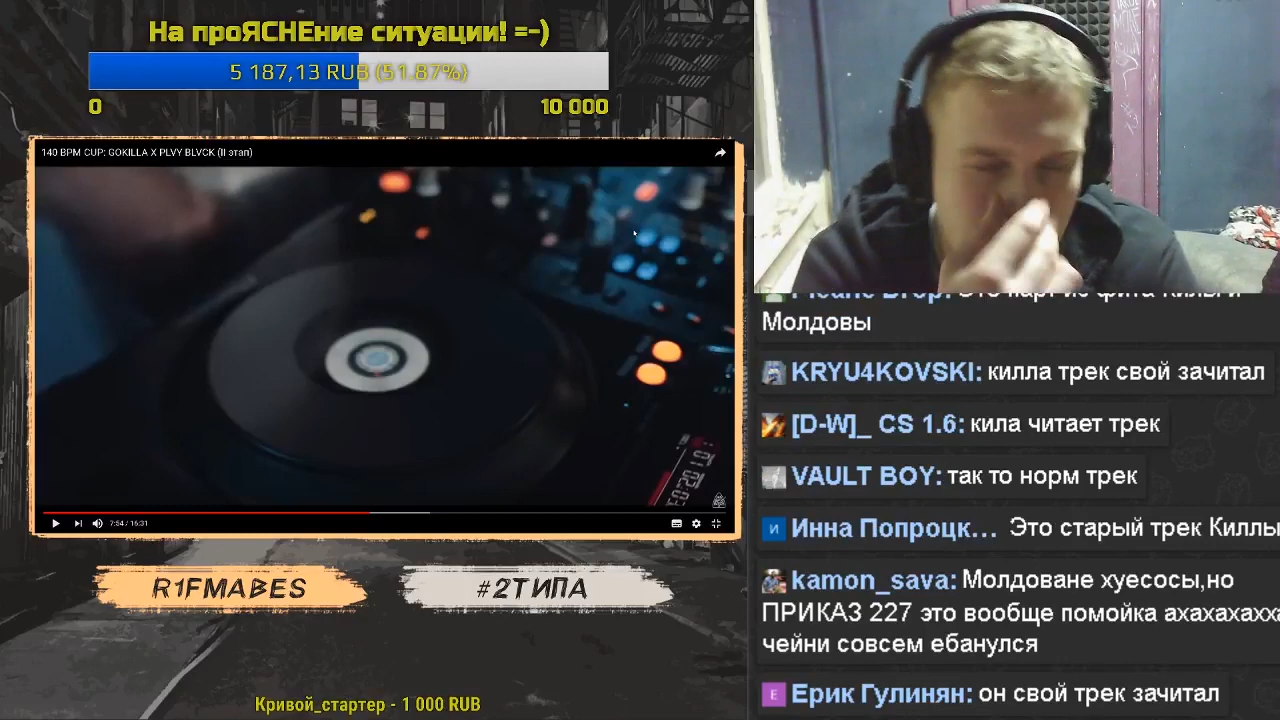 На проЯСНЕние ситуации! =-)
5 187,13 RUB (51.87%)
0
10 000
140 BPM CUP: GOKILLA X PLVY BLVCK (II этап)
7:54 / 16:31
R1FMABES
#2ТИПА
Кривой_стартер - 1 000 RUB
Молдовы
KRYU4KOVSKI: килла трек свой зачитал
[D-W]_ CS 1.6: кила читает трек
VAULT BOY: так то норм трек
Инна Попроцк... Это старый трек Киллы
kamon_sava: Молдоване хуесосы,но
ПРИКАЗ 227 это вообще помойка ахахахахха
чейни совсем ебанулся
Ерик Гулинян: он свой трек зачитал